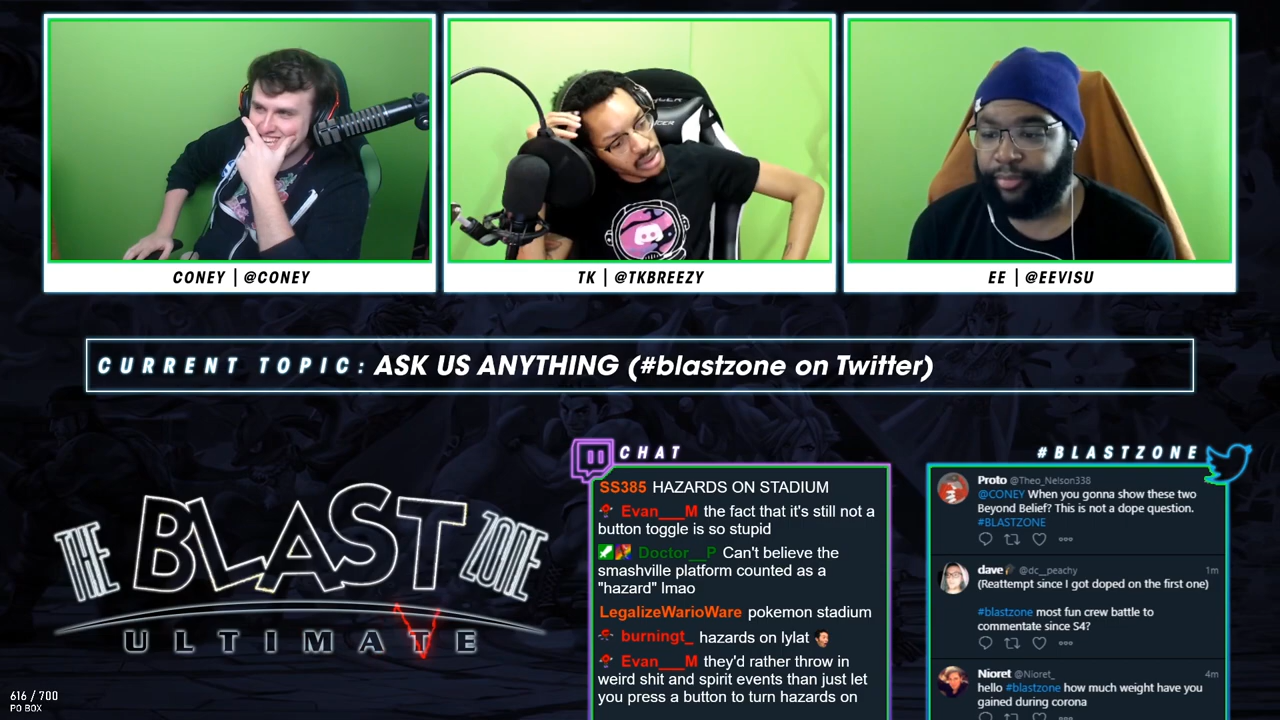 CONEY | @CONEY
TK | @TKBREEZY
EE | @EEVISU
CURRENT TOPIC: ASK US ANYTHING (#blastzone on Twitter)
THE BLAST ZONE
ULTIMATE
616 / 700
PO BOX
CHAT
SS385 HAZARDS ON STADIUM
Evan___M the fact that it's still not a
button toggle is so stupid
Doctor__P Can't believe the
smashville platform counted as a
"hazard" lmao
LegalizeWarioWare pokemon stadium
burningt_ hazards on lylat
Evan___M they'd rather throw in
weird shit and spirit events than just let
you press a button to turn hazards on
#BLASTZONE
Proto @Theo_Nelson338
@CONEY When you gonna show these two
Beyond Belief? This is not a dope question.
#BLASTZONE
dave @dc__peachy 1m
(Reattempt since I got doped on the first one)
#blastzone most fun crew battle to
commentate since S4?
Nioret @Nioret_ 4m
hello #blastzone how much weight have you
gained during corona